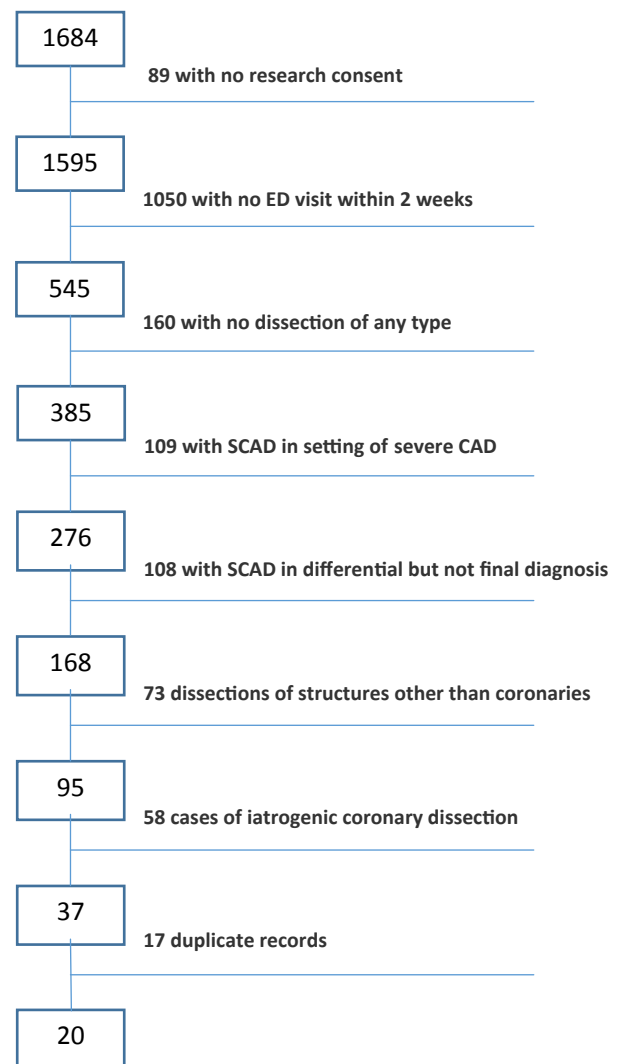 1684
89 with no research consent
1595
1050 with no ED visit within 2 weeks
545
160 with no dissection of any type
385
109 with SCAD in setting of severe CAD
276
108 with SCAD in differential but not final diagnosis
168
73 dissections of structures other than coronaries
95
58 cases of iatrogenic coronary dissection
37
17 duplicate records
20